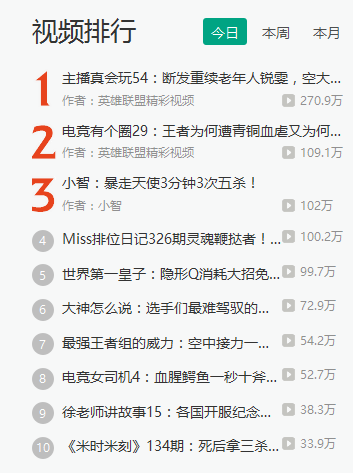 视频排行 今日 本周 本月
1 主播真会玩54：断发重续老年人锐雯，空大...
作者：英雄联盟精彩视频 270.9万
2 电竞有个圈29：王者为何遭青铜血虐又为何...
作者：英雄联盟精彩视频 109.1万
3 小智：暴走天使3分钟3次五杀！
作者：小智 102万
4 Miss排位日记326期灵魂鞭挞者！... 100.2万
5 世界第一皇子：隐形Q消耗大招免... 99.7万
6 大神怎么说：选手们最难驾驭的... 72.9万
7 最强王者组的威力：空中接力一... 54.2万
8 电竞女司机4：血腥鳄鱼一秒十斧... 52.7万
9 徐老师讲故事15：各国开服纪念... 38.3万
10 《米时米刻》134期：死后拿三杀... 33.9万